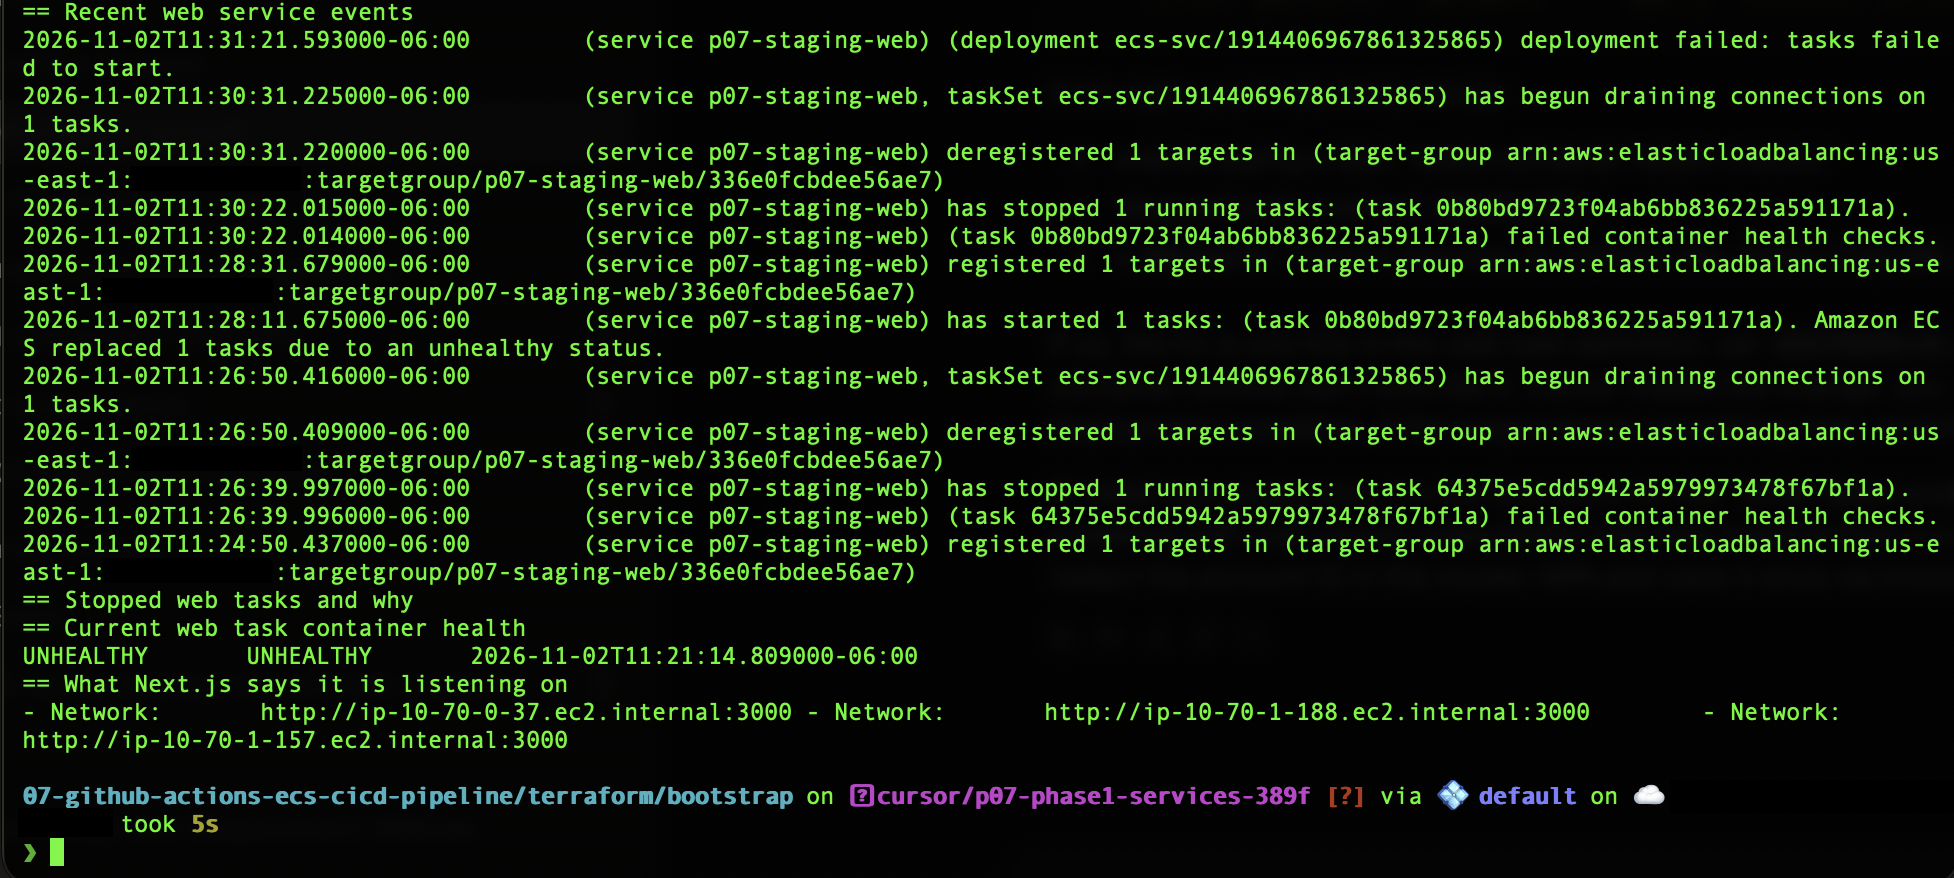 == Recent web service events
2026-11-02T11:31:21.593000-06:00        (service p07-staging-web) (deployment ecs-svc/1914406967861325865) deployment failed: tasks faile
d to start.
2026-11-02T11:30:31.225000-06:00        (service p07-staging-web, taskSet ecs-svc/1914406967861325865) has begun draining connections on
1 tasks.
2026-11-02T11:30:31.220000-06:00        (service p07-staging-web) deregistered 1 targets in (target-group arn:aws:elasticloadbalancing:us
-east-1:            :targetgroup/p07-staging-web/336e0fcbdee56ae7)
2026-11-02T11:30:22.015000-06:00        (service p07-staging-web) has stopped 1 running tasks: (task 0b80bd9723f04ab6bb836225a591171a).
2026-11-02T11:30:22.014000-06:00        (service p07-staging-web) (task 0b80bd9723f04ab6bb836225a591171a) failed container health checks.
2026-11-02T11:28:31.679000-06:00        (service p07-staging-web) registered 1 targets in (target-group arn:aws:elasticloadbalancing:us-e
ast-1:            :targetgroup/p07-staging-web/336e0fcbdee56ae7)
2026-11-02T11:28:11.675000-06:00        (service p07-staging-web) has started 1 tasks: (task 0b80bd9723f04ab6bb836225a591171a). Amazon EC
S replaced 1 tasks due to an unhealthy status.
2026-11-02T11:26:50.416000-06:00        (service p07-staging-web, taskSet ecs-svc/1914406967861325865) has begun draining connections on
1 tasks.
2026-11-02T11:26:50.409000-06:00        (service p07-staging-web) deregistered 1 targets in (target-group arn:aws:elasticloadbalancing:us
-east-1:            :targetgroup/p07-staging-web/336e0fcbdee56ae7)
2026-11-02T11:26:39.997000-06:00        (service p07-staging-web) has stopped 1 running tasks: (task 64375e5cdd5942a5979973478f67bf1a).
2026-11-02T11:26:39.996000-06:00        (service p07-staging-web) (task 64375e5cdd5942a5979973478f67bf1a) failed container health checks.
2026-11-02T11:24:50.437000-06:00        (service p07-staging-web) registered 1 targets in (target-group arn:aws:elasticloadbalancing:us-e
ast-1:            :targetgroup/p07-staging-web/336e0fcbdee56ae7)
== Stopped web tasks and why
== Current web task container health
UNHEALTHY       UNHEALTHY       2026-11-02T11:21:14.809000-06:00
== What Next.js says it is listening on
- Network:       http://ip-10-70-0-37.ec2.internal:3000 - Network:       http://ip-10-70-1-188.ec2.internal:3000        - Network:
http://ip-10-70-1-157.ec2.internal:3000
07-github-actions-ecs-cicd-pipeline/terraform/bootstrap on cursor/p07-phase1-services-389f [?] via 💠 default on ☁️
took 5s
❯